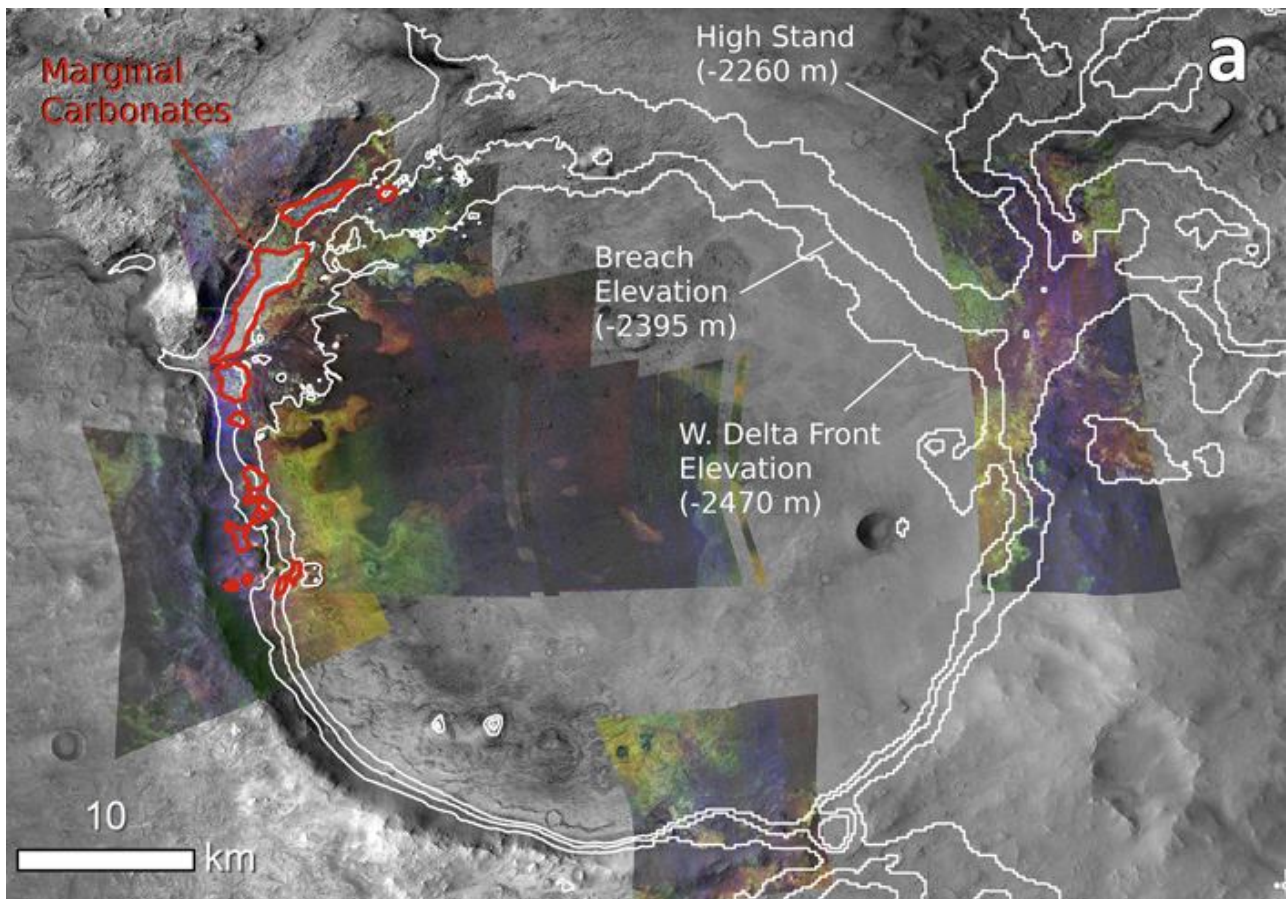 Marginal
Carbonates
High Stand
(-2260 m)
a
Breach
Elevation
(-2395 m)
W. Delta Front
Elevation
(-2470 m)
10
km